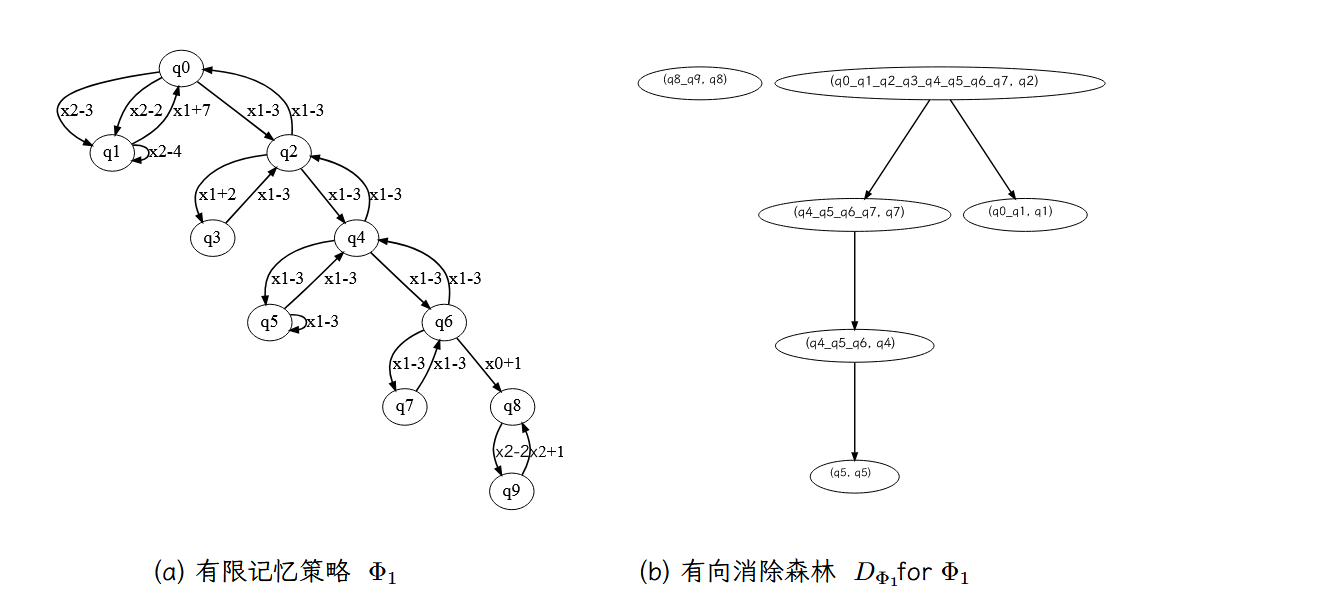 q0
x2-3
x2-2
x1+7
x1-3
x1-3
q1
x2-4
q2
x1+2
x1-3
x1-3
x1-3
q3
q4
x1-3
x1-3
x1-3
x1-3
q5
x1-3
q6
x1-3
x1-3
x0+1
q7
q8
x2-2
x2+1
q9
(a) 有限记忆策略 Φ₁
(q8_q9, q8)
(q0_q1_q2_q3_q4_q5_q6_q7, q2)
(q4_q5_q6_q7, q7)
(q0_q1, q1)
(q4_q5_q6, q4)
(q5, q5)
(b) 有向消除森林 D_Φ₁for Φ₁